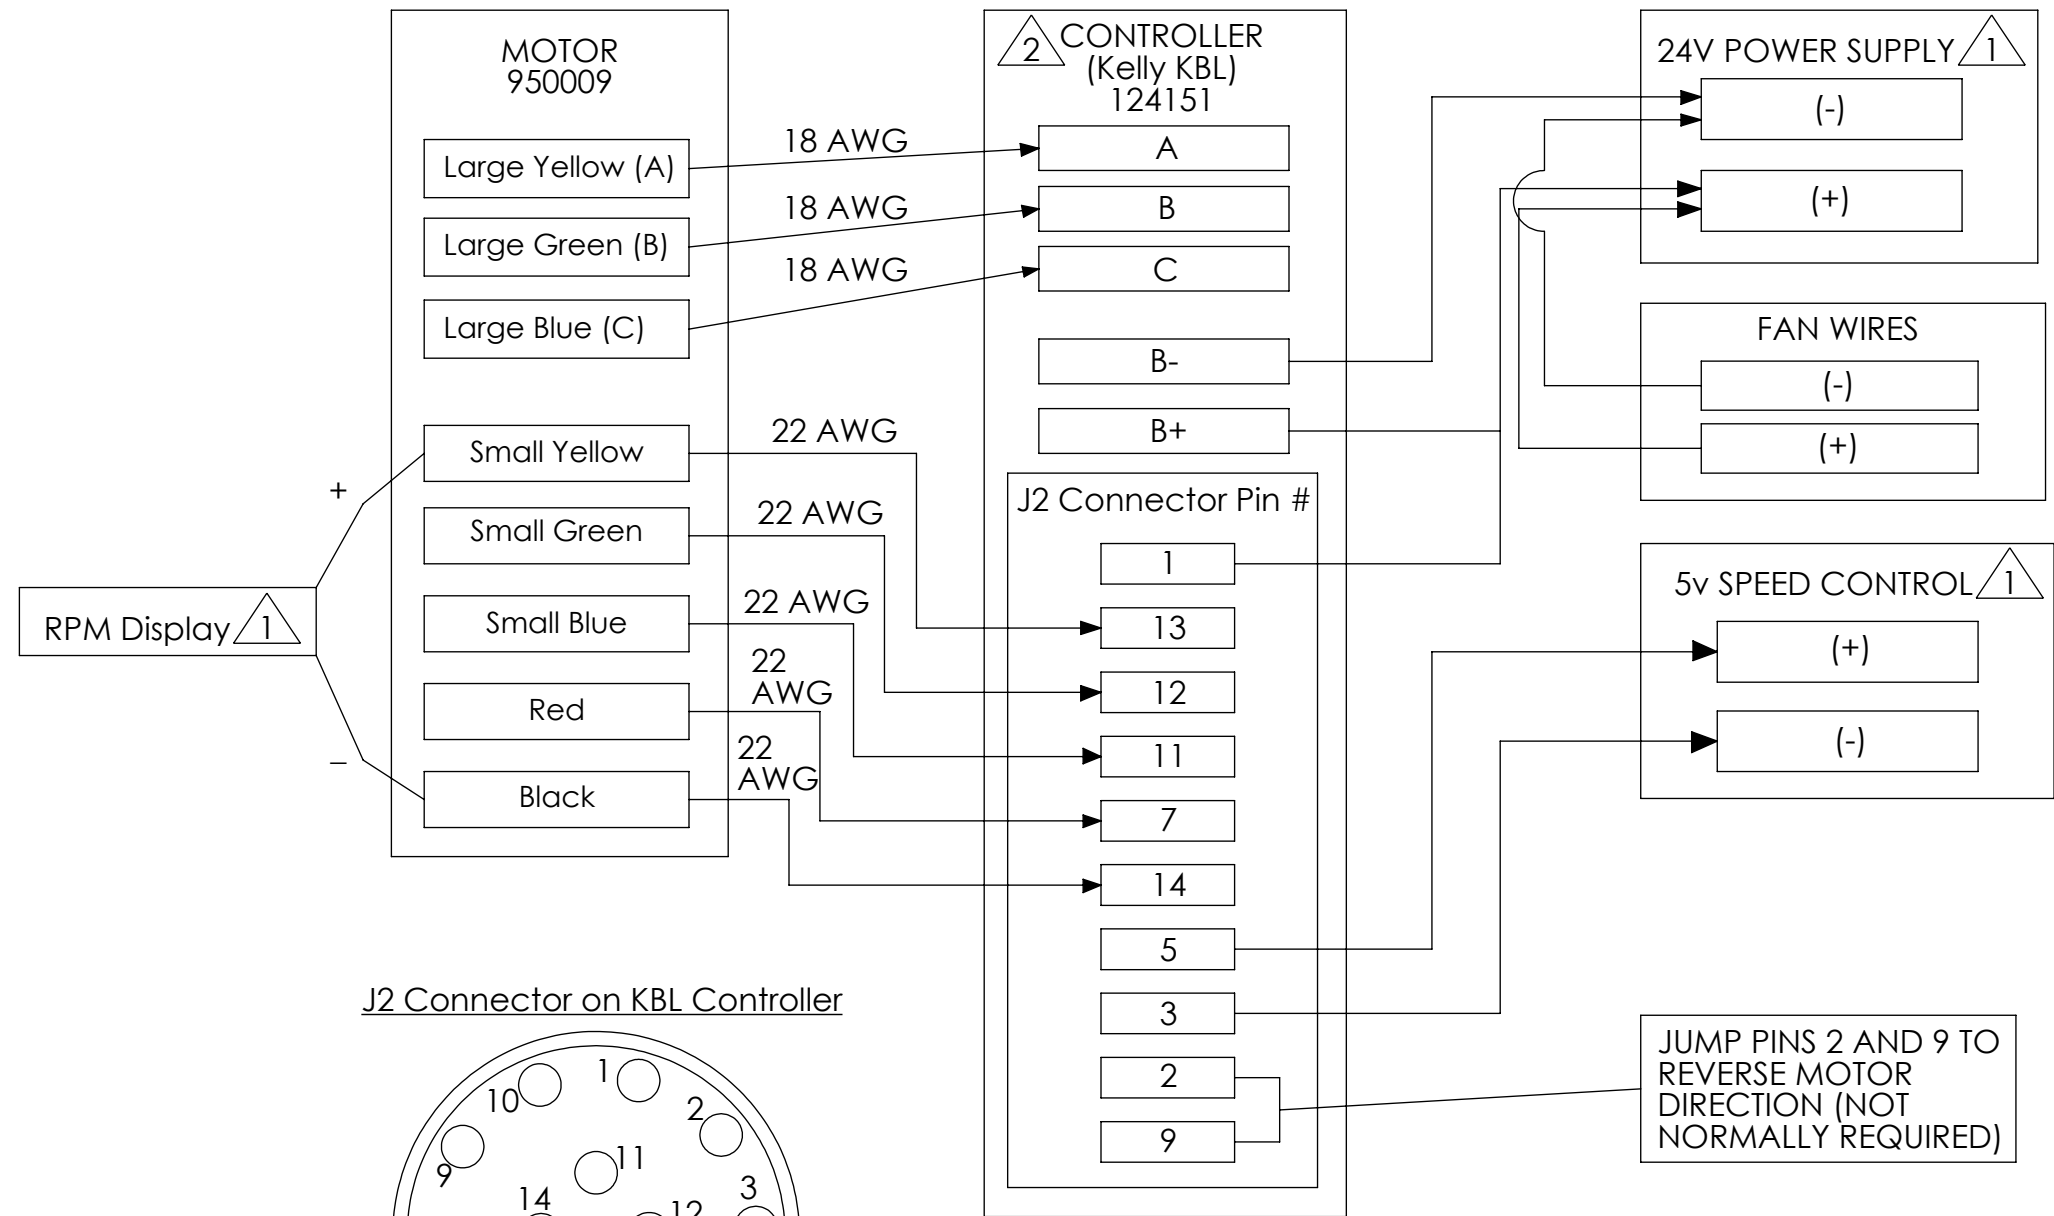 MOTOR
950009
Large Yellow (A)
Large Green (B)
Large Blue (C)
Small Yellow
Small Green
Small Blue
Red
Black
+
–
RPM Display 1
18 AWG
18 AWG
18 AWG
22 AWG
22 AWG
22 AWG
22
AWG
22
AWG
2 CONTROLLER
(Kelly KBL)
124151
A
B
C
B-
B+
J2 Connector Pin #
1
13
12
11
7
14
5
3
2
9
24V POWER SUPPLY 1
(-)
(+)
FAN WIRES
(-)
(+)
5v SPEED CONTROL 1
(+)
(-)
JUMP PINS 2 AND 9 TO
REVERSE MOTOR
DIRECTION (NOT
NORMALLY REQUIRED)
J2 Connector on KBL Controller
10
1
2
9
11
14
12
3